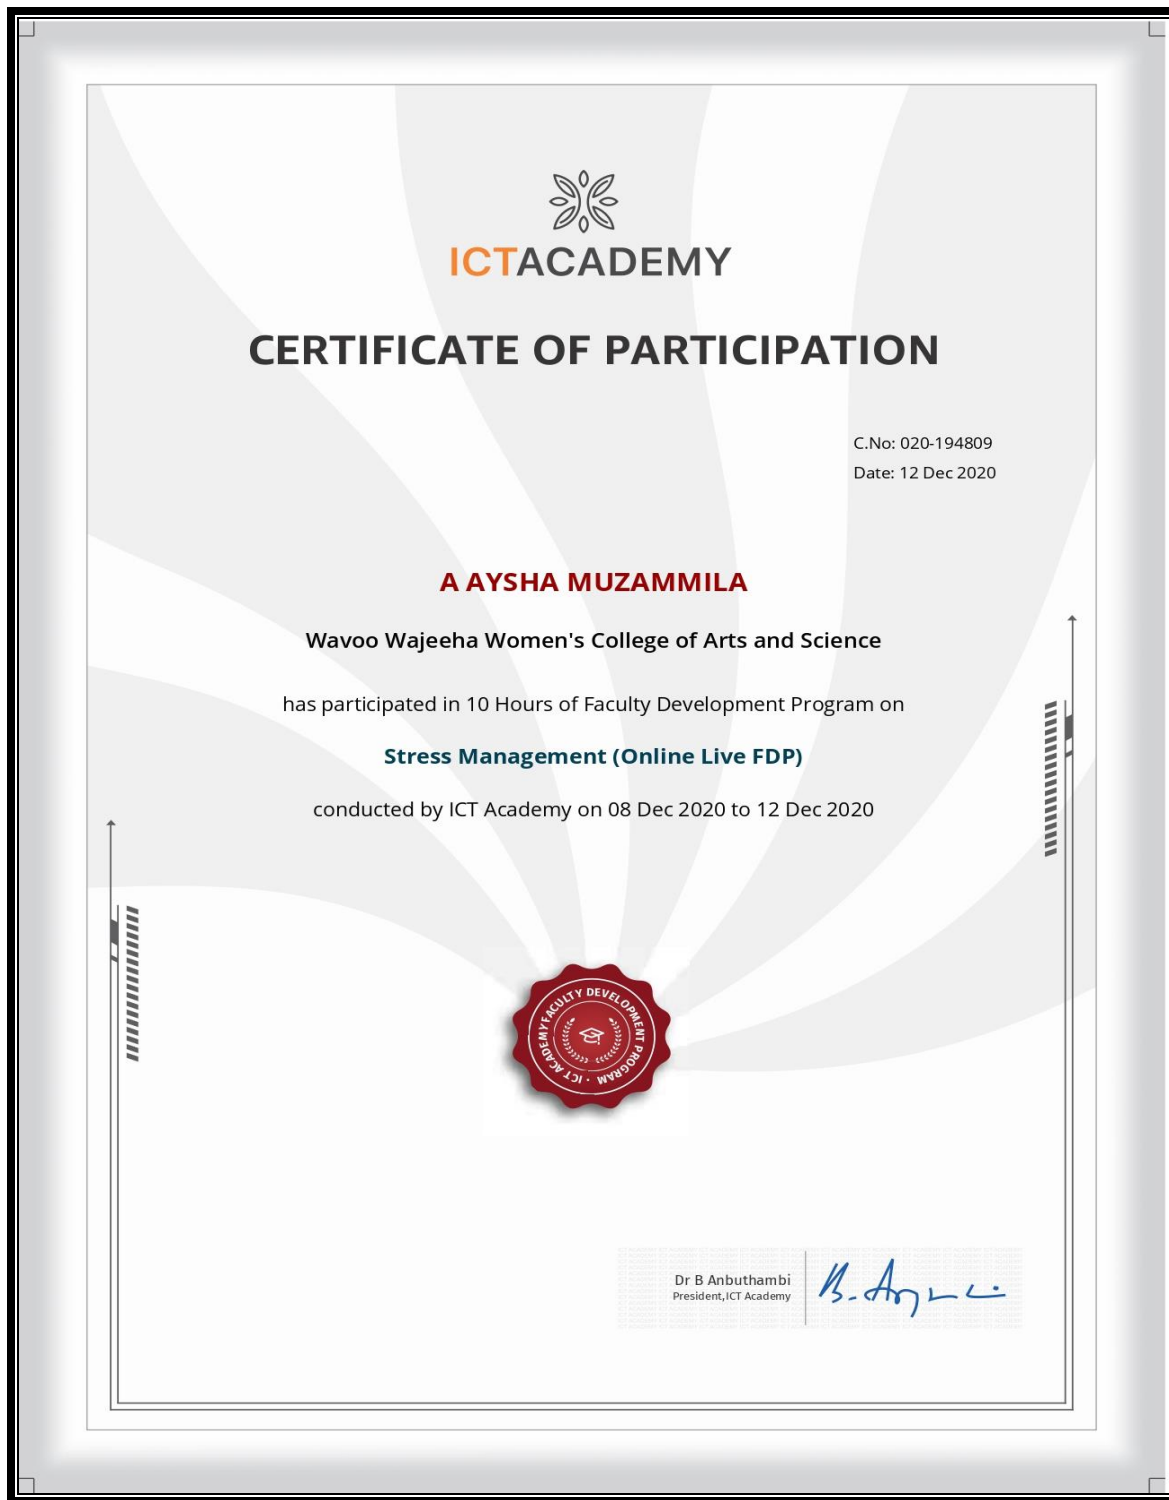 ICTACADEMY
CERTIFICATE OF PARTICIPATION
C.No: 020-194809
Date: 12 Dec 2020
A AYSHA MUZAMMILA
Wavoo Wajeeha Women's College of Arts and Science
has participated in 10 Hours of Faculty Development Program on
Stress Management (Online Live FDP)
conducted by ICT Academy on 08 Dec 2020 to 12 Dec 2020
FACULTY DEVELOPMENT PROGRAM · ICT ACADEMY
Dr B Anbuthambi
President,ICT Academy